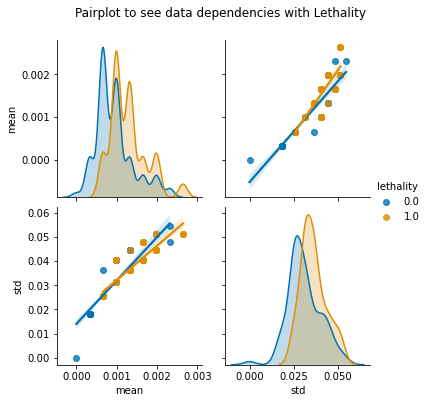 Pairplot to see data dependencies with Lethality
0.002
0.001
0.000
mean
lethality
0.0
1.0
0.06
0.05
0.04
0.03
0.02
0.01
0.00
std
0.000 0.001 0.002 0.003
mean
0.000 0.025 0.050
std